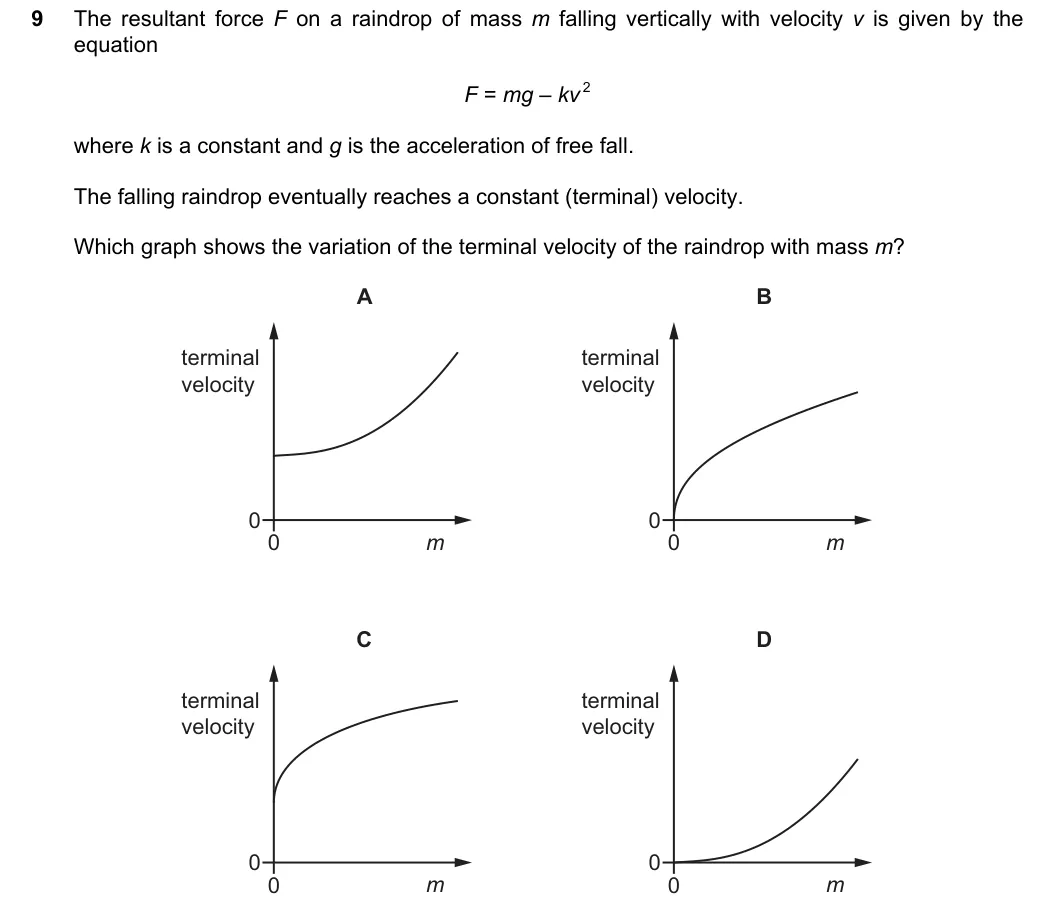 9 The resultant force F on a raindrop of mass m falling vertically with velocity v is given by the
equation
F = mg – kv²
where k is a constant and g is the acceleration of free fall.
The falling raindrop eventually reaches a constant (terminal) velocity.
Which graph shows the variation of the terminal velocity of the raindrop with mass m?
A
terminal
velocity
0
0
m
B
terminal
velocity
0
0
m
C
terminal
velocity
0
0
m
D
terminal
velocity
0
0
m